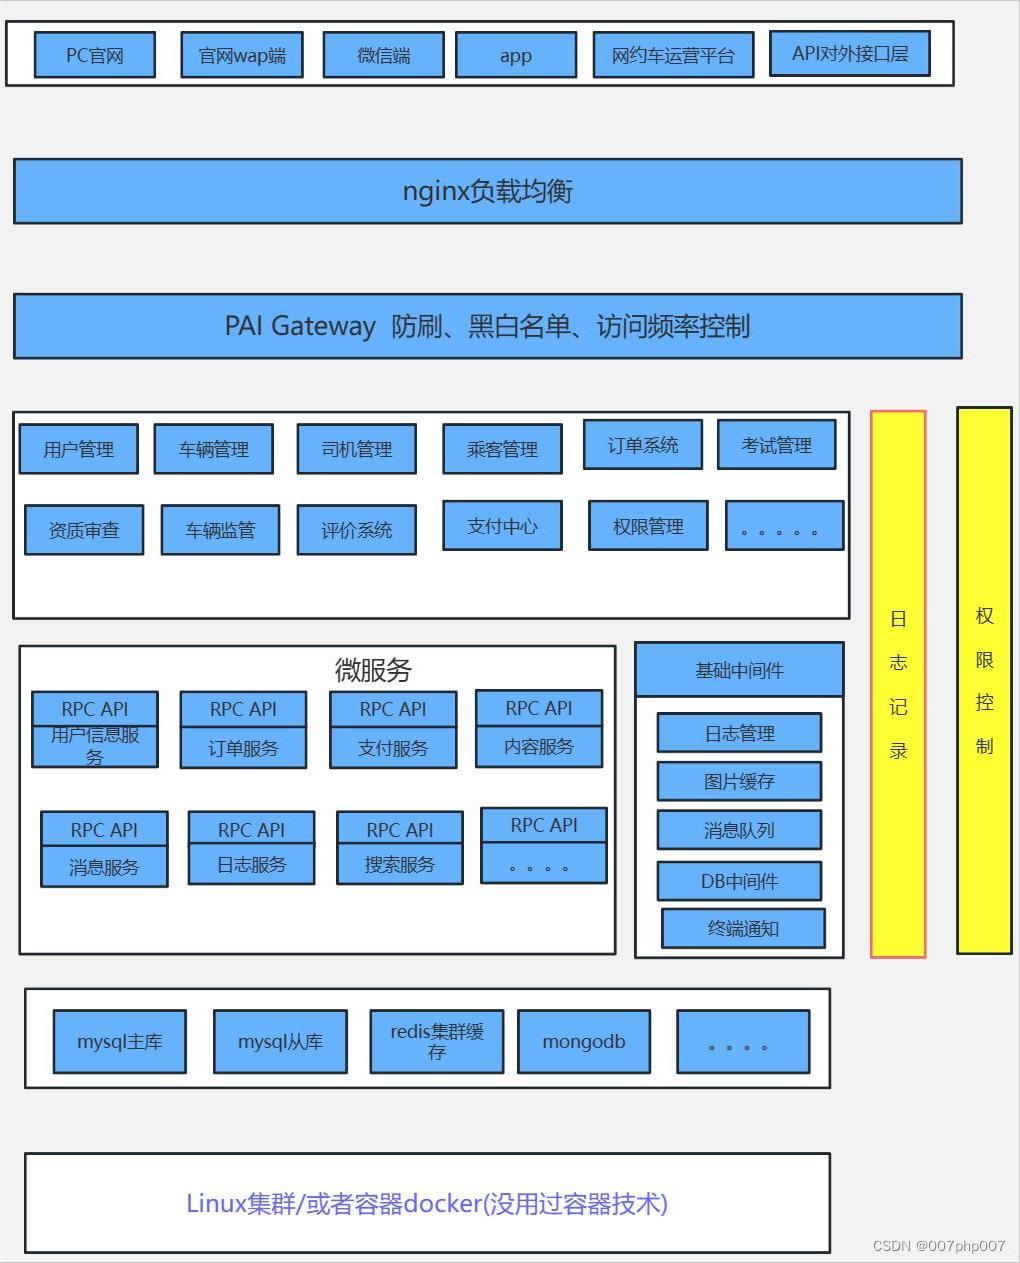 PC官网 官网wap端 微信端 app 网约车运营平台 API对外接口层
nginx负载均衡
PAI Gateway 防刷、黑白名单、访问频率控制
用户管理 车辆管理 司机管理 乘客管理 订单系统 考试管理
资质审查 车辆监管 评价系统 支付中心 权限管理 。。。。。
日
志
记
录
权
限
控
制
微服务
RPC API RPC API RPC API RPC API
用户信息服
务
订单服务 支付服务 内容服务
RPC API RPC API RPC API RPC API
消息服务 日志服务 搜索服务 。。。。
基础中间件
日志管理
图片缓存
消息队列
DB中间件
终端通知
mysql主库 mysql从库
redis集群缓
存
mongodb 。。。。
Linux集群/或者容器docker(没用过容器技术)
CSDN @007php007